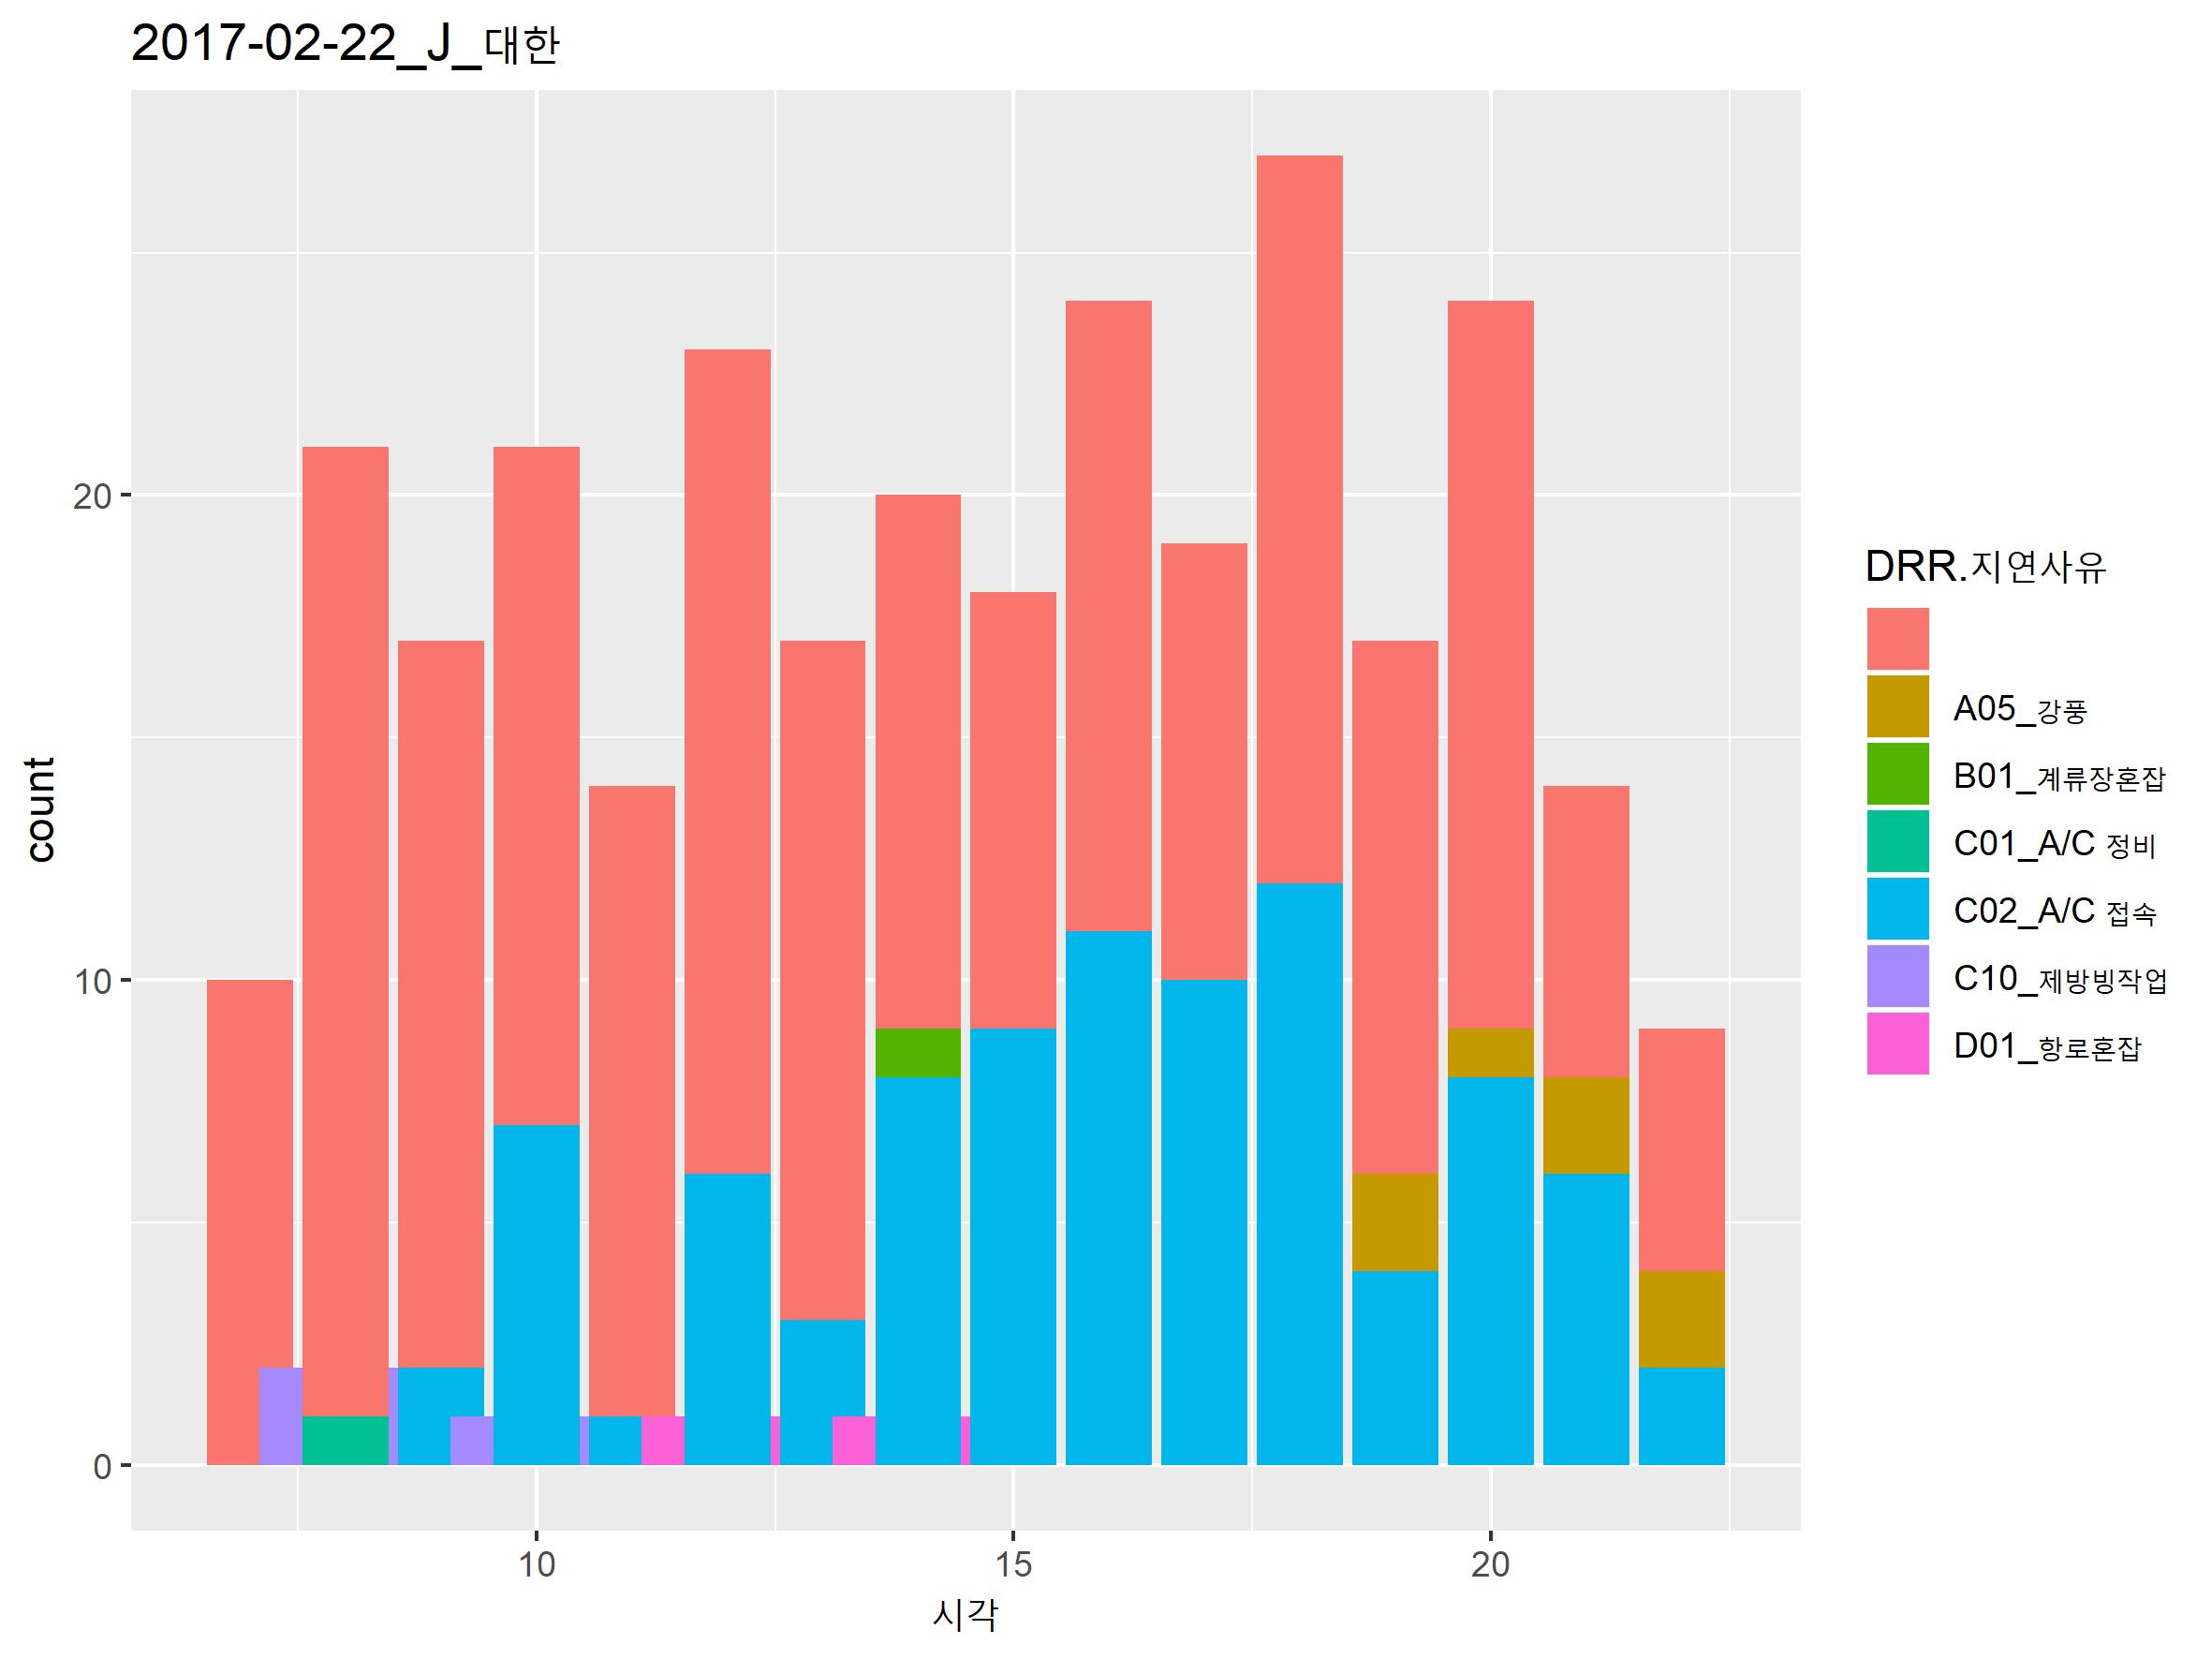 2017-02-22_J_대한
count
20
10
0
10
15
20
시각
DRR.지연사유
A05_강풍
B01_계류장혼잡
C01_A/C 정비
C02_A/C 접속
C10_제방빙작업
D01_항로혼잡